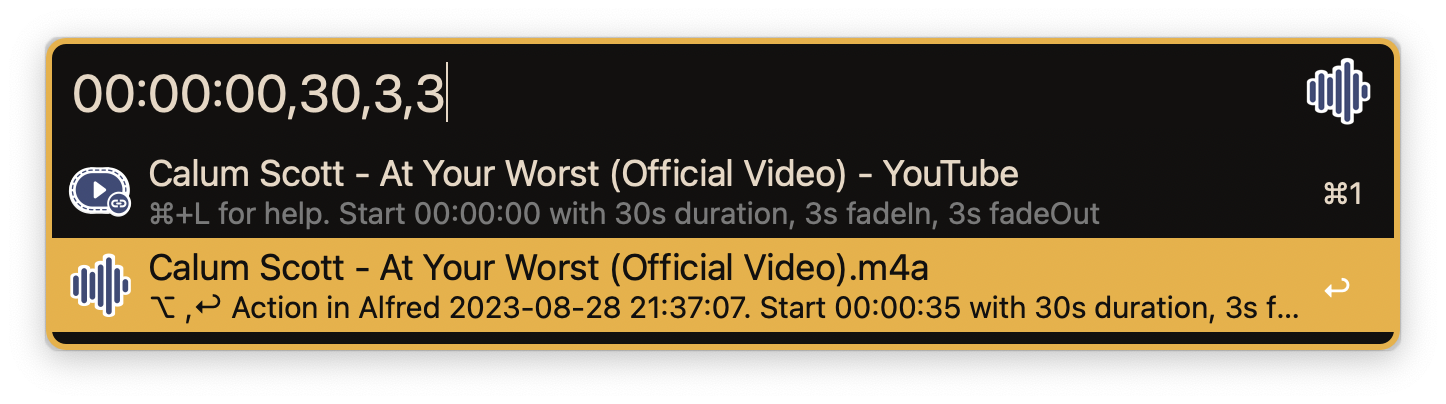 00:00:00,30,3,3
Calum Scott - At Your Worst (Official Video) - YouTube
⌘+L for help. Start 00:00:00 with 30s duration, 3s fadeIn, 3s fadeOut
⌘1
Calum Scott - At Your Worst (Official Video).m4a
⌥ ,↩ Action in Alfred 2023-08-28 21:37:07. Start 00:00:35 with 30s duration, 3s f...
↩